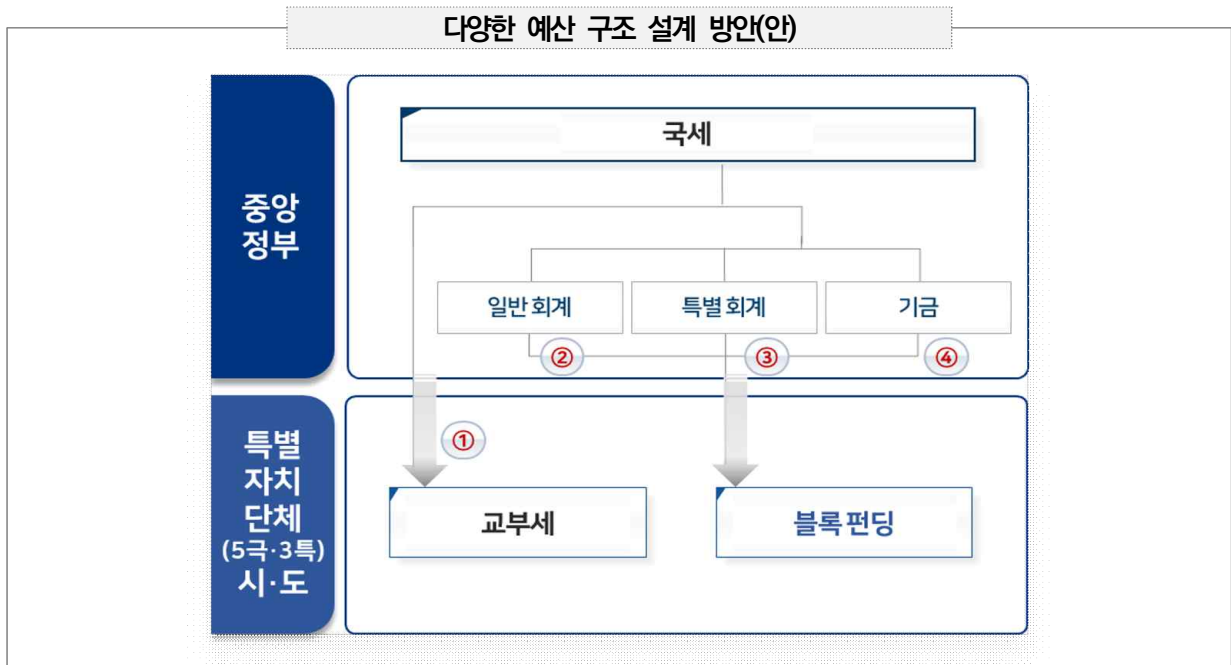 다양한 예산 구조 설계 방안(안)
중앙
정부
국세
일반 회계
특별 회계
기금
②
③
④
특별
자치
단체
(5극·3특)
시·도
①
교부세
블록 펀딩